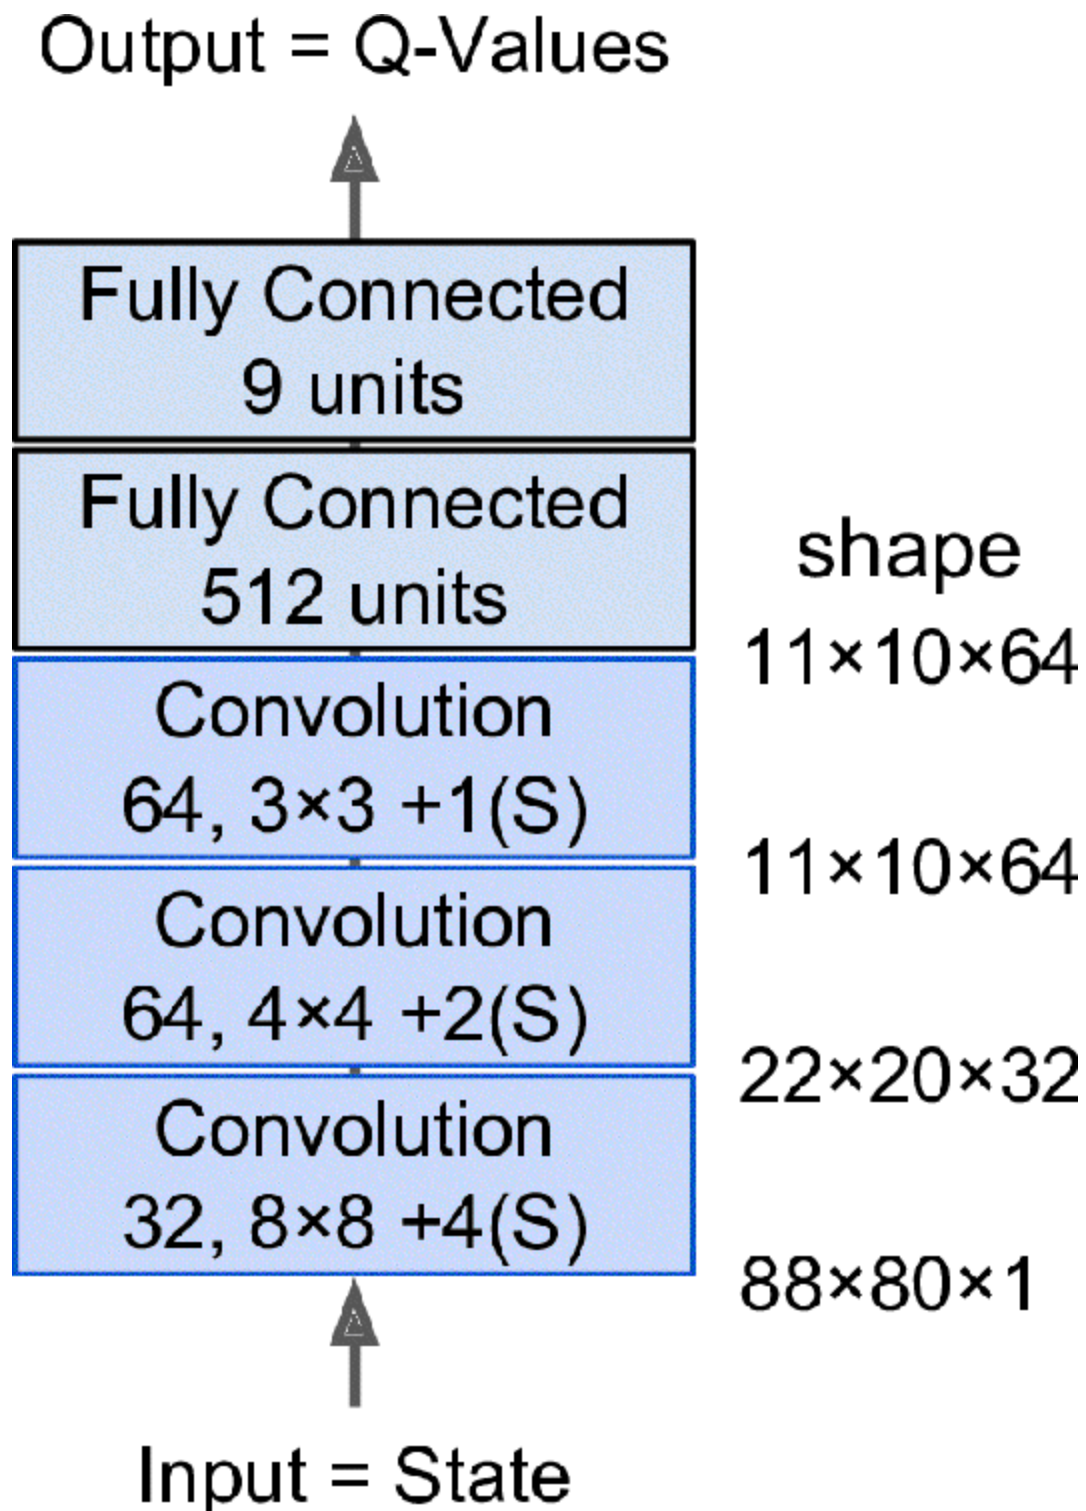 Output = Q-Values
Fully Connected
9 units
Fully Connected
512 units
shape
11×10×64
Convolution
64, 3×3 +1(S)
11×10×64
Convolution
64, 4×4 +2(S)
22×20×32
Convolution
32, 8×8 +4(S)
88×80×1
Input = State